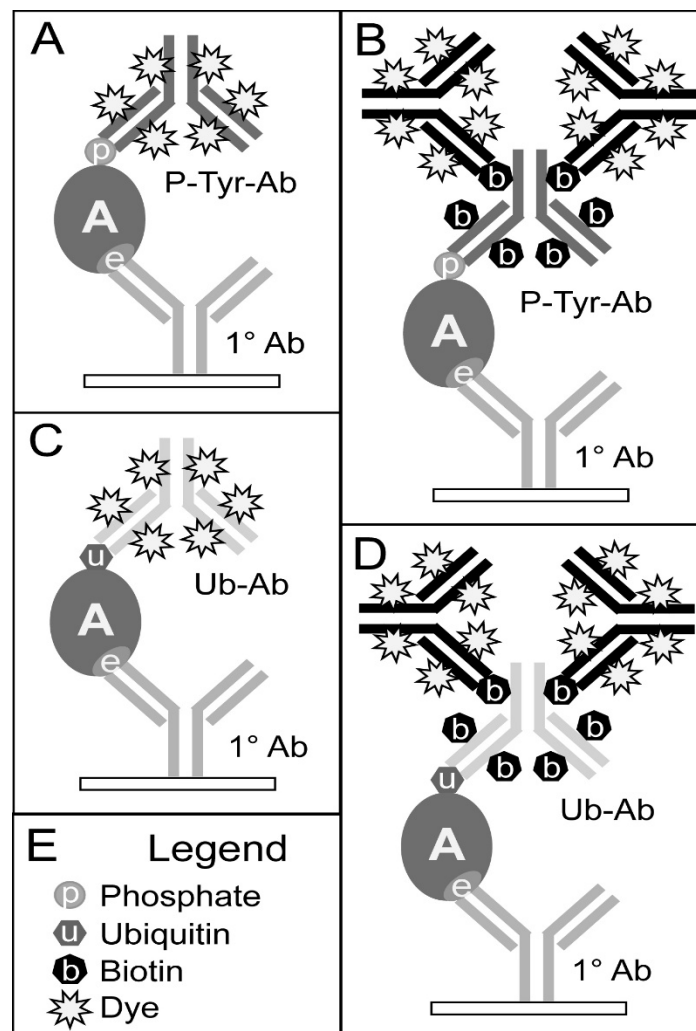 A
p
P-Tyr-Ab
A
e
1° Ab
B
b
b
b
b
b
b
P-Tyr-Ab
p
A
e
1° Ab
C
u
Ub-Ab
A
e
1° Ab
D
b
b
b
b
b
b
Ub-Ab
u
A
e
1° Ab
E Legend
p Phosphate
u Ubiquitin
b Biotin
Dye